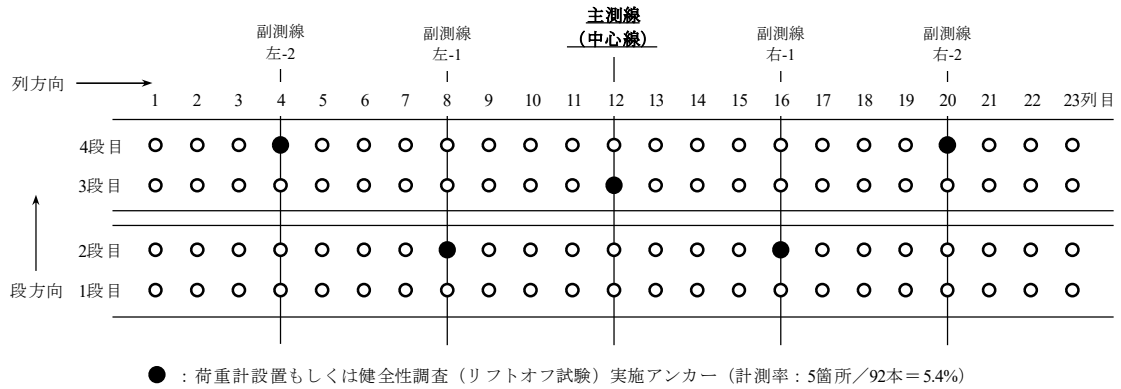 主測線
(中心線)
副測線
左-2
副測線
左-1
副測線
右-1
副測線
右-2
列方向
1 2 3 4 5 6 7 8 9 10 11 12 13 14 15 16 17 18 19 20 21 22 23列目
4段目
3段目
2段目
段方向 1段目
● : 荷重計設置もしくは健全性調査（リフトオフ試験）実施アンカー（計測率：5箇所／92本＝5.4%）